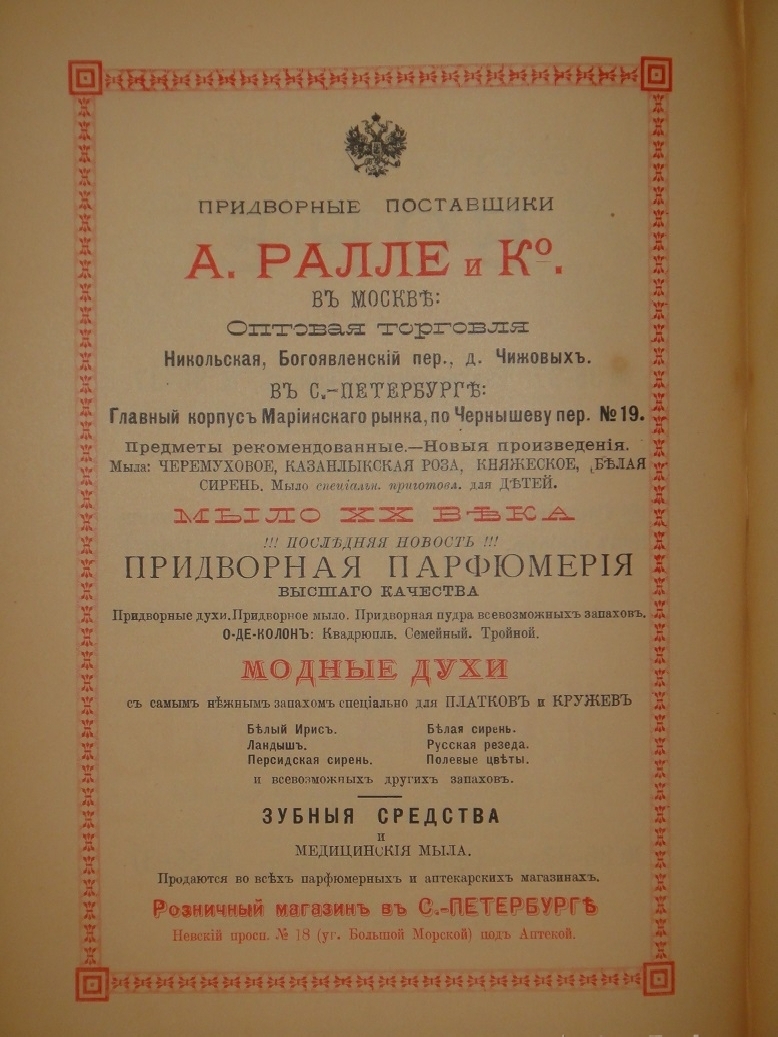 ПРИДВОРНЫЕ ПОСТАВЩИКИ
А. РАЛЛЕ и Ко.
ВЪ МОСКВѢ:
Оптовая торговля
Никольская, Богоявленскій пер., д. Чижовыхъ.
ВЪ С.-ПЕТЕРБУРГѢ:
Главный корпусъ Маріинскаго рынка, по Чернышеву пер. №19.
Предметы рекомендованные.—Новыя произведенія.
Мыла: ЧЕРЕМУХОВОЕ, КАЗАНЛЫКСКАЯ РОЗА, КНЯЖЕСКОЕ, БѢЛАЯ
СИРЕНЬ. Мыло спеціальн. приготовл. для ДѢТЕЙ.
МЫЛО XX ВѢКА
!!! ПОСЛѢДНЯЯ НОВОСТЬ !!!
ПРИДВОРНАЯ ПАРФЮМЕРІЯ
ВЫСШАГО КАЧЕСТВА
Придворные духи. Придворное мыло. Придворная пудра всевозможныхъ запаховъ.
О-ДЕ-КОЛОНЪ: Квадрюпль. Семейный. Тройной.
МОДНЫЕ ДУХИ
съ самымъ нѣжнымъ запахомъ спеціально для ПЛАТКОВЪ и КРУЖЕВЪ
Бѣлый Ирисъ. Бѣлая сирень.
Ландышъ. Русская резеда.
Персидская сирень. Полевые цвѣты.
и всевозможныхъ другихъ запаховъ.
ЗУБНЫЯ СРЕДСТВА
и
МЕДИЦИНСКІЯ МЫЛА.
Продаются во всѣхъ парфюмерныхъ и аптекарскихъ магазинахъ.
Розничный магазинъ въ С.-ПЕТЕРБУРГѢ
Невскій просп. № 18 (уг. Большой Морской) подъ Аптекой.